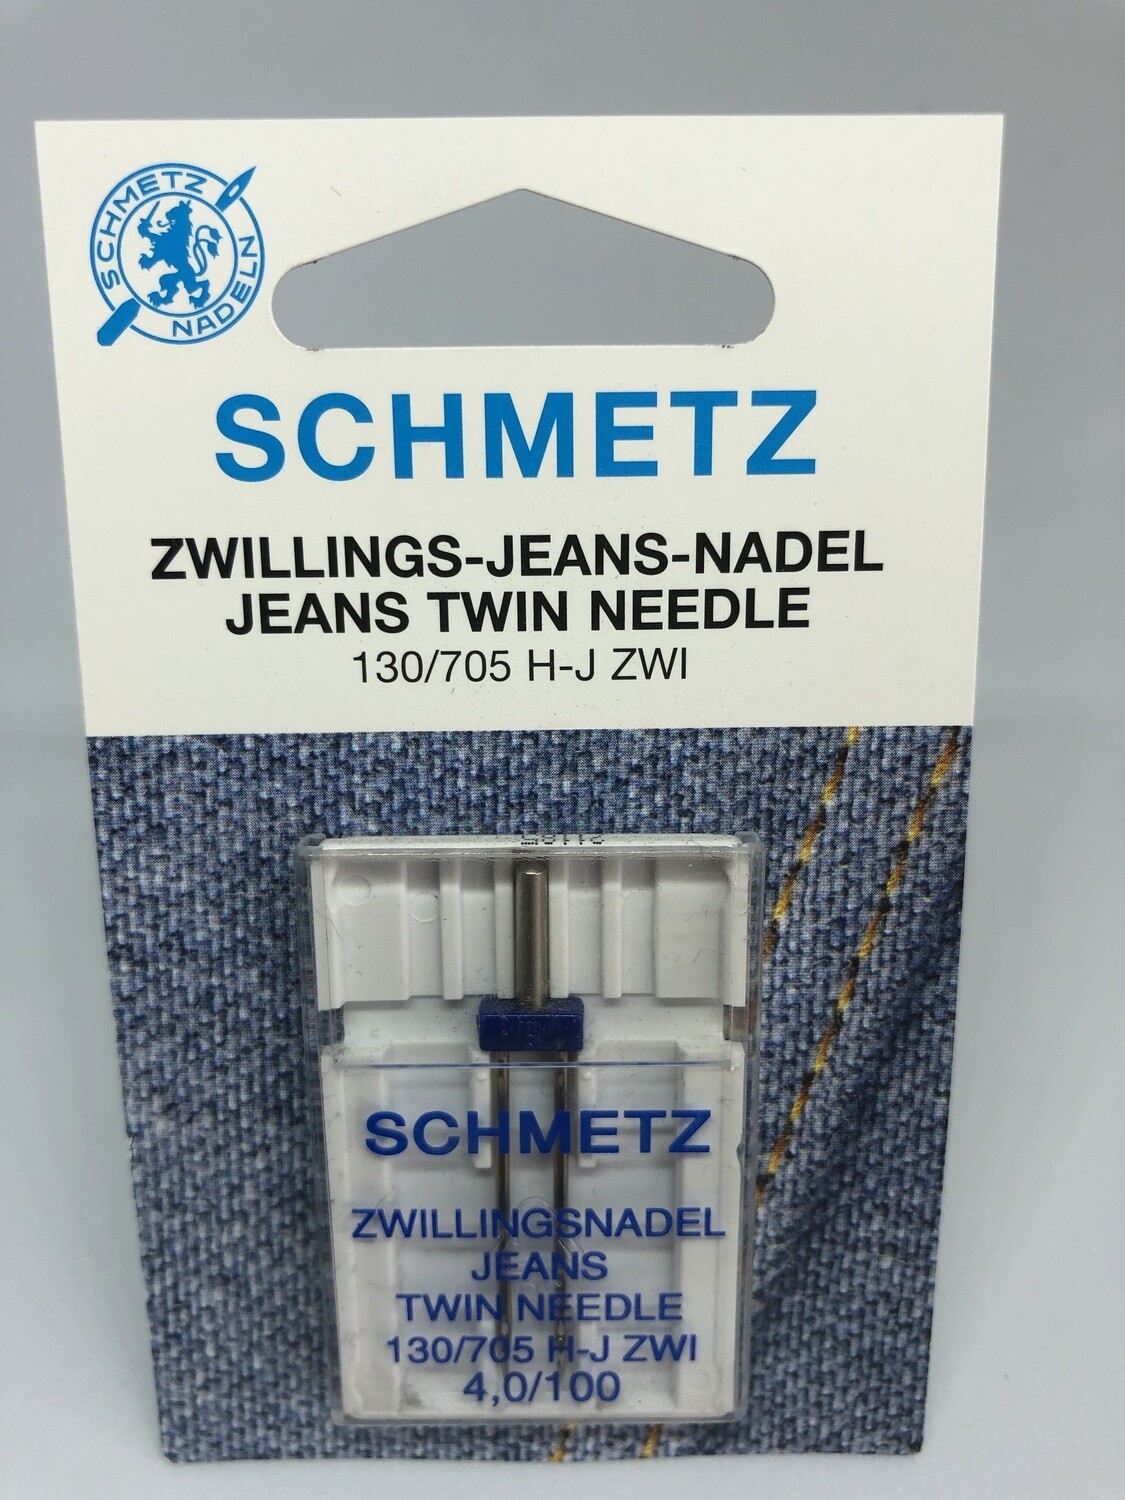 SCHMETZ
NADELN
SCHMETZ
ZWILLINGS-JEANS-NADEL
JEANS TWIN NEEDLE
130/705 H-J ZWI
SCHMETZ
ZWILLINGSNADEL
JEANS
TWIN NEEDLE
130/705 H-J ZWI
4,0/100